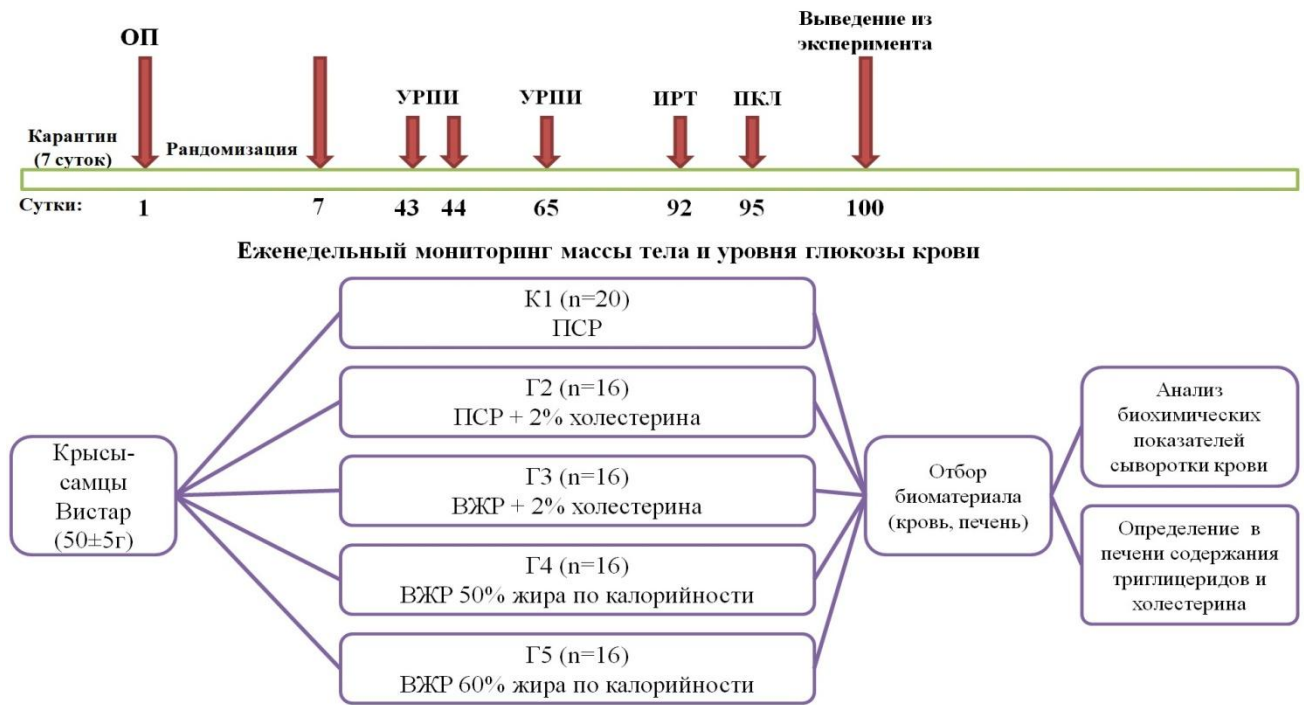 Выведение из
эксперимента
ОП
УРПИ
УРПИ
ПРТ
ПКЛ
Карантин
(7 суток)
Рандомизация
Сутки:
1
7
43
44
65
92
95
100
Еженедельный мониторинг массы тела и уровня глюкозы крови
Крысы-
самцы
Вистар
(50±5г)
К1 (n=20)
ПСР
Г2 (n=16)
ПСР + 2% холестерина
Г3 (n=16)
ВЖР + 2% холестерина
Г4 (n=16)
ВЖР 50% жира по калорийности
Г5 (n=16)
ВЖР 60% жира по калорийности
Отбор
биоматериала
(кровь, печень)
Анализ
биохимических
показателей
сыворотки крови
Определение в
печени содержания
триглицеридов и
холестерина